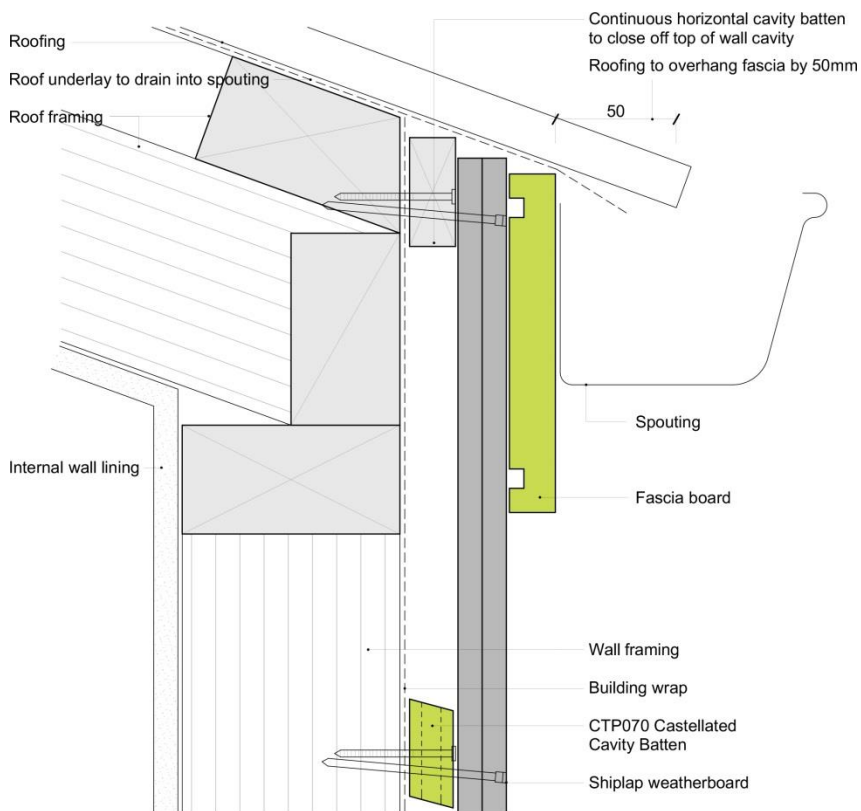 Roofing
Roof underlay to drain into spouting
Roof framing
Continuous horizontal cavity batten
to close off top of wall cavity
Roofing to overhang fascia by 50mm
50
Spouting
Internal wall lining
Fascia board
Wall framing
Building wrap
CTP070 Castellated
Cavity Batten
Shiplap weatherboard